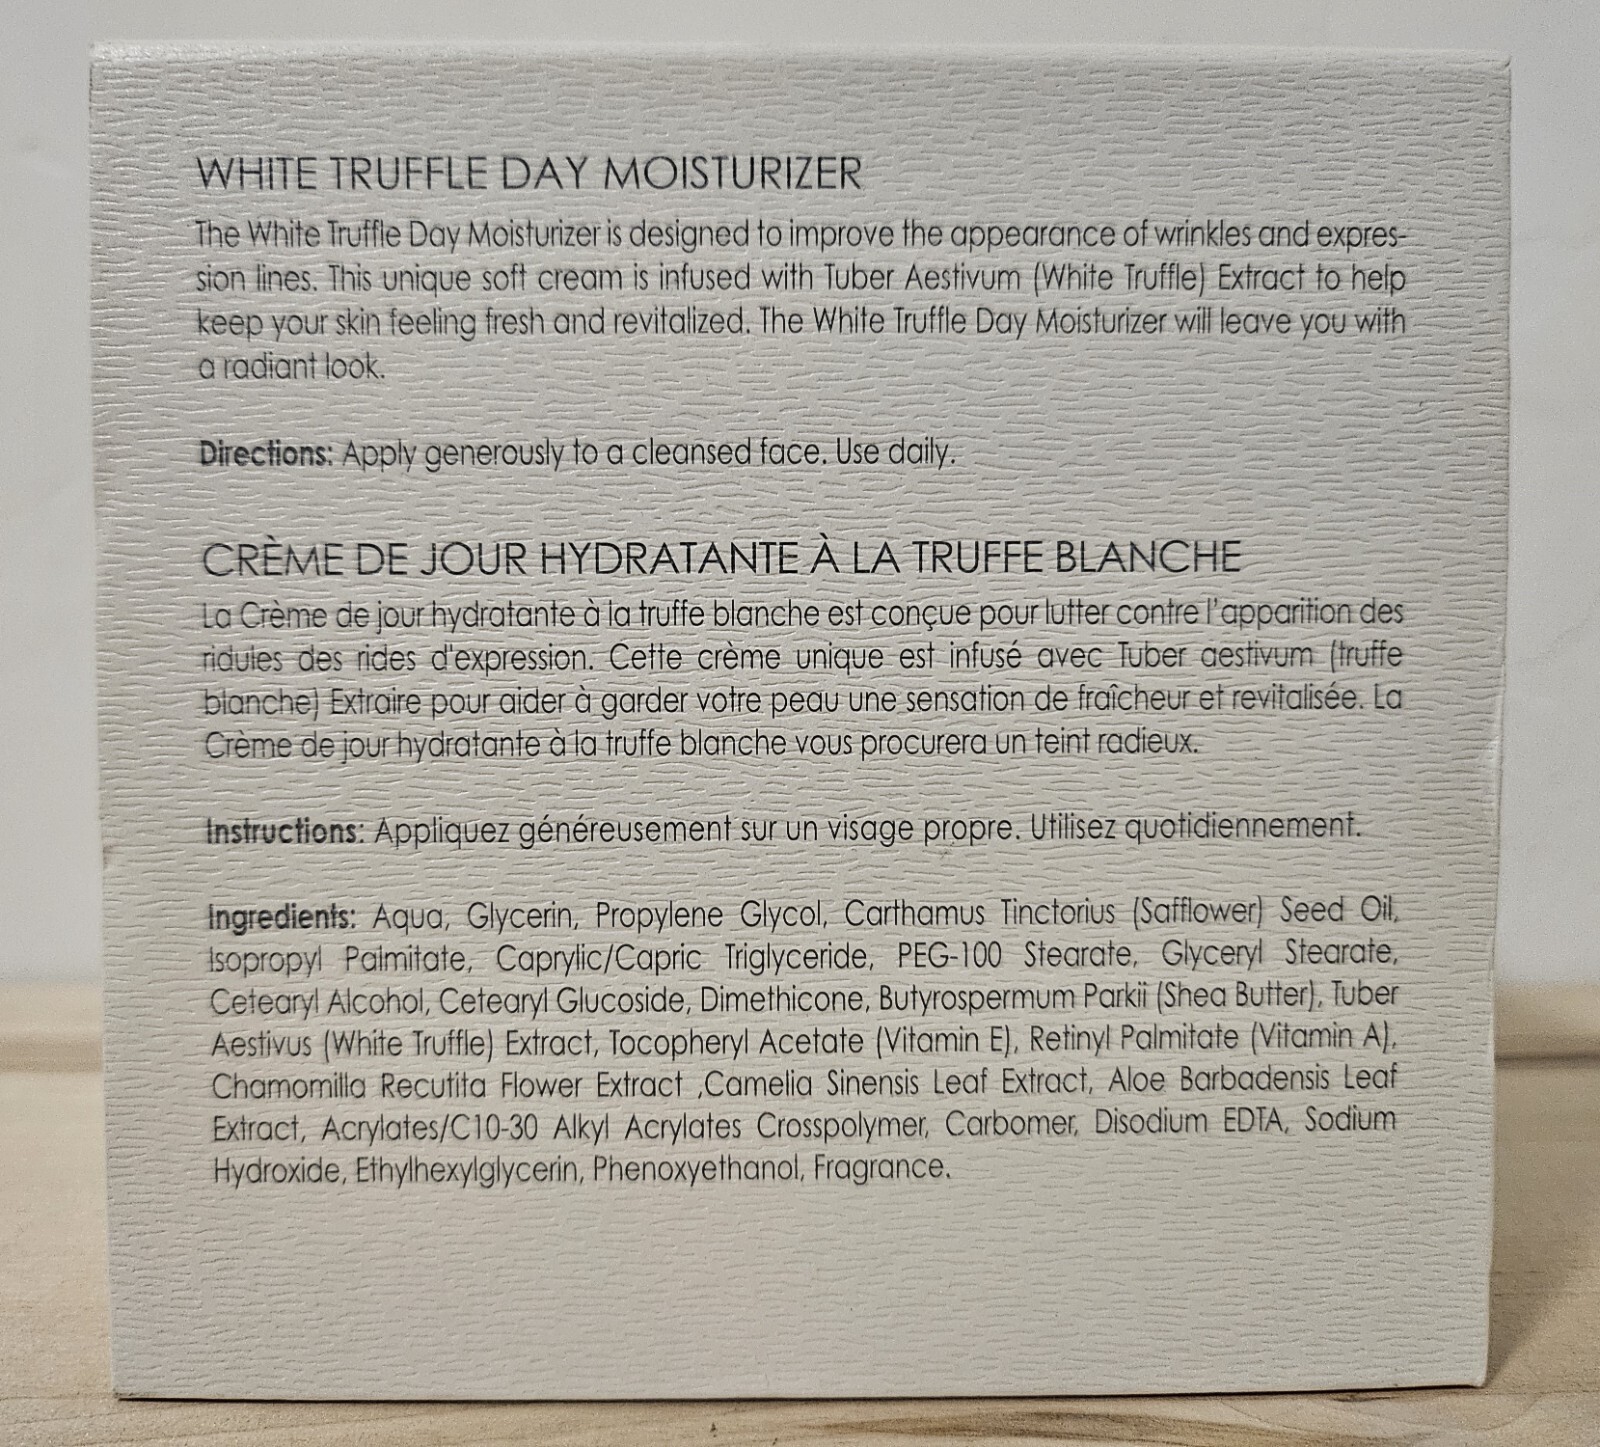 WHITE TRUFFLE DAY MOISTURIZER
The White Truffle Day Moisturizer is designed to improve the appearance of wrinkles and expres-
sion lines. This unique soft cream is infused with Tuber Aestivum (White Truffle) Extract to help
keep your skin feeling fresh and revitalized. The White Truffle Day Moisturizer will leave you with
a radiant look.
Directions: Apply generously to a cleansed face. Use daily.
CRÈME DE JOUR HYDRATANTE À LA TRUFFE BLANCHE
La Crème de jour hydratante à la truffe blanche est conçue pour lutter contre l'apparition des
ridules des rides d'expression. Cette crème unique est infusé avec Tuber aestivum (truffe
blanche) Extraire pour aider à garder votre peau une sensation de fraîcheur et revitalisée. La
Crème de jour hydratante à la truffe blanche vous procurera un teint radieux.
Instructions: Appliquez généreusement sur un visage propre. Utilisez quotidiennement.
Ingredients: Aqua, Glycerin, Propylene Glycol, Carthamus Tinctorius (Safflower) Seed Oil,
Isopropyl Palmitate, Caprylic/Capric Triglyceride, PEG-100 Stearate, Glyceryl Stearate,
Cetearyl Alcohol, Cetearyl Glucoside, Dimethicone, Butyrospermum Parkii (Shea Butter), Tuber
Aestivus (White Truffle) Extract, Tocopheryl Acetate (Vitamin E), Retinyl Palmitate (Vitamin A),
Chamomilla Recutita Flower Extract ,Camelia Sinensis Leaf Extract, Aloe Barbadensis Leaf
Extract, Acrylates/C10-30 Alkyl Acrylates Crosspolymer, Carbomer, Disodium EDTA, Sodium
Hydroxide, Ethylhexylglycerin, Phenoxyethanol, Fragrance.